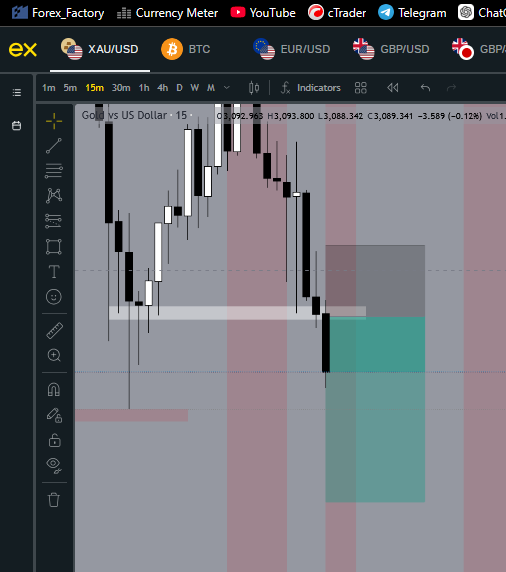 Forex_Factory Currency Meter YouTube cTrader Telegram Chat
ex XAU/USD BTC EUR/USD GBP/USD GBP/
1m 5m 15m 30m 1h 4h D W M Indicators
Gold vs US Dollar · 15 · O3,092.963 H3,093.800 L3,088.342 C3,089.341 −3.589 (−0.12%) Vol1.